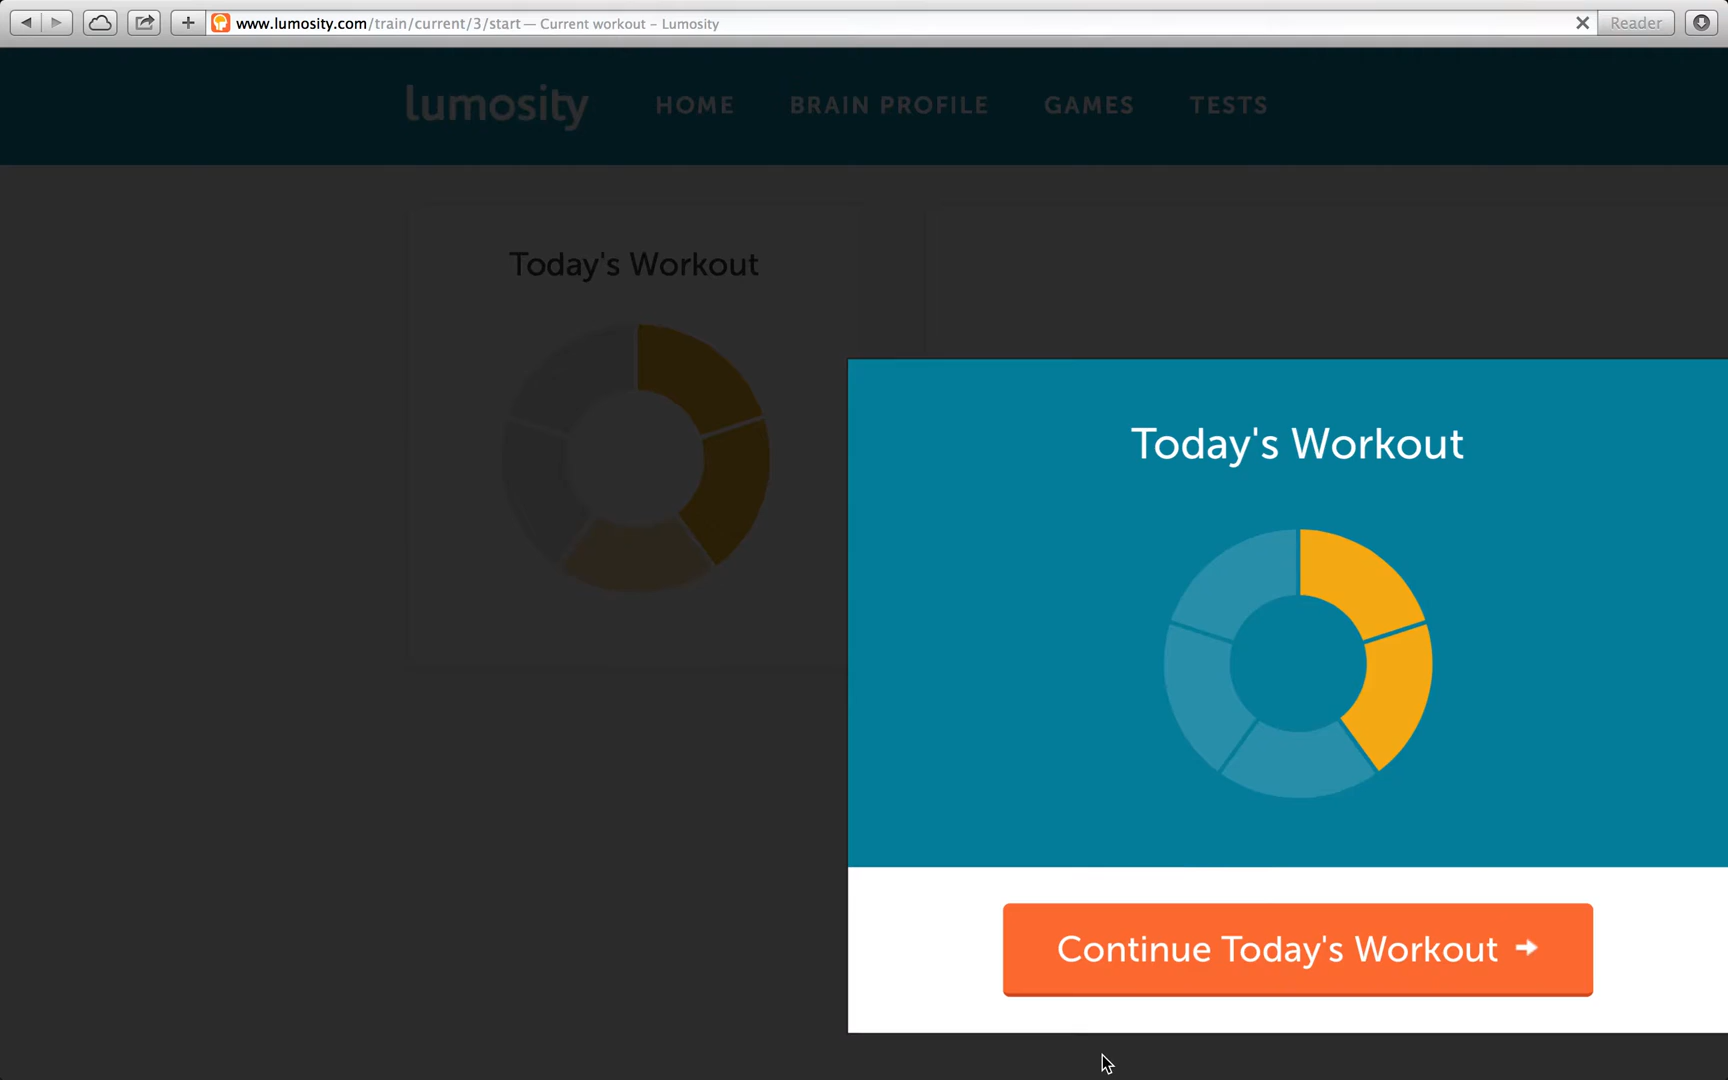 www.lumosity.com/train/current/3/start — Current workout – Lumosity
Reader
lumosity HOME BRAIN PROFILE GAMES TESTS
Today's Workout
Today's Workout
Continue Today's Workout